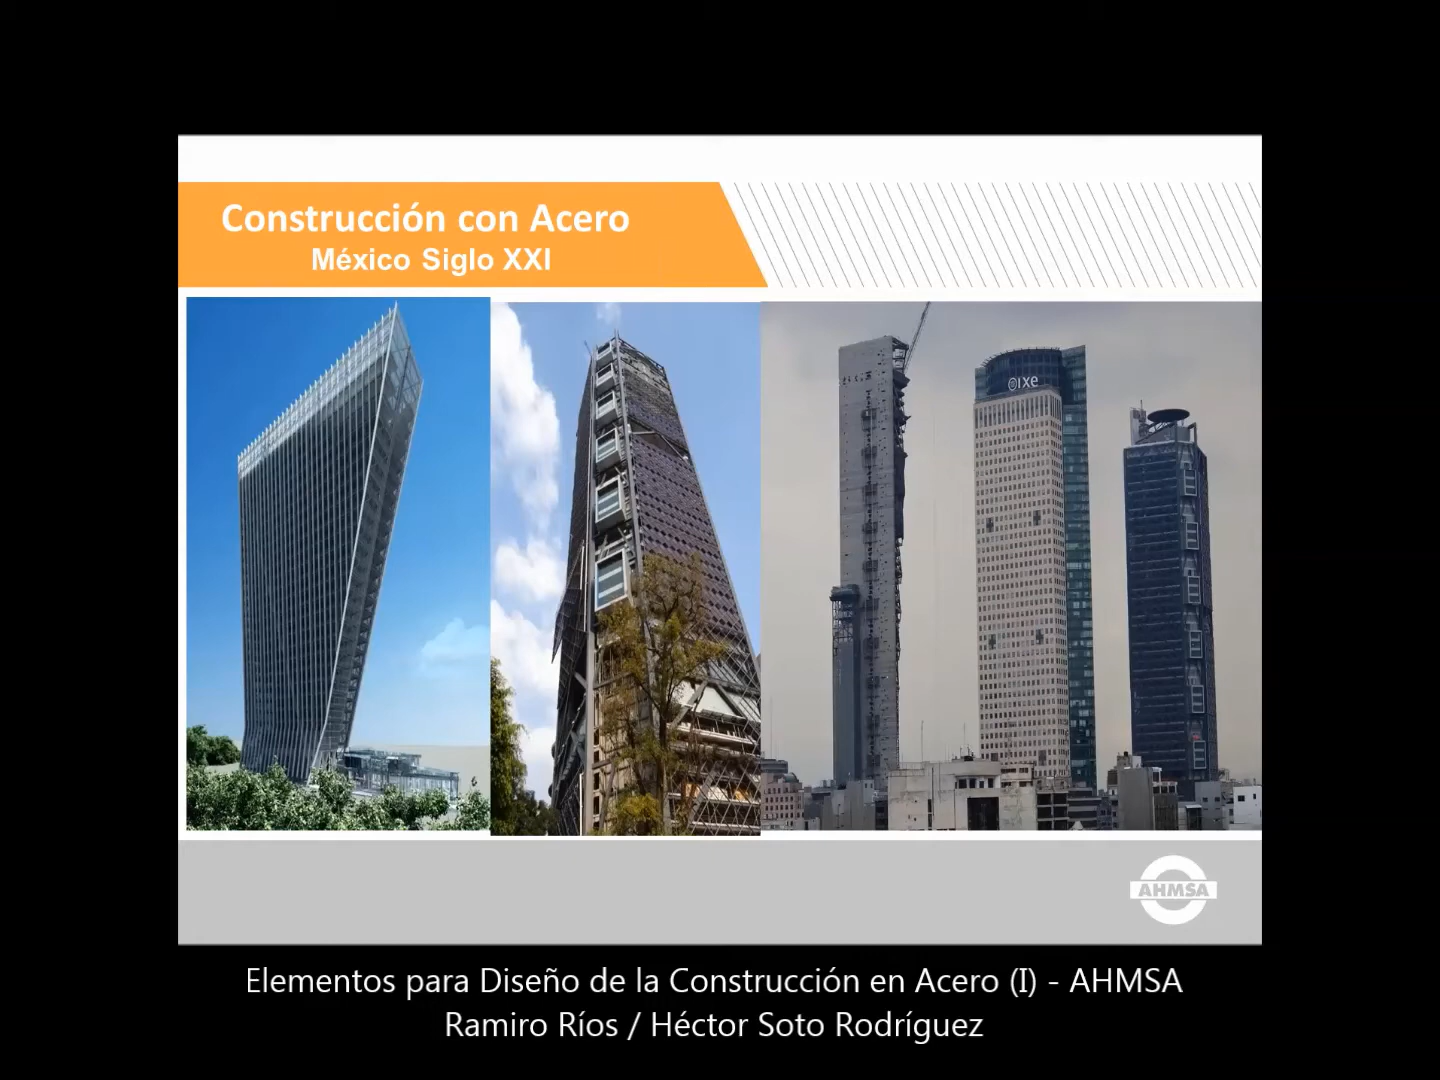 Construcción con Acero
México Siglo XXI
ixe
AHMSA
Elementos para Diseño de la Construcción en Acero (I) - AHMSA
Ramiro Ríos / Héctor Soto Rodríguez